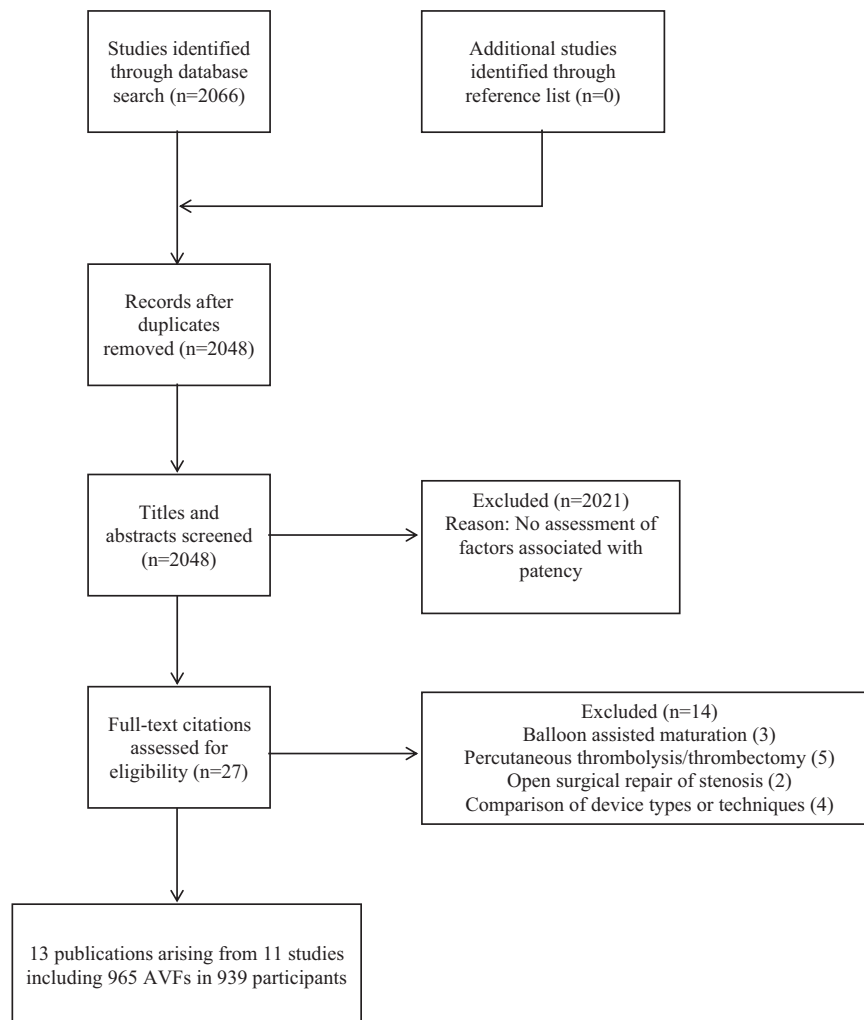 Studies identified
through database
search (n=2066)
Additional studies
identified through
reference list (n=0)
Records after
duplicates
removed (n=2048)
Titles and
abstracts screened
(n=2048)
Excluded (n=2021)
Reason: No assessment of
factors associated with
patency
Full-text citations
assessed for
eligibility (n=27)
Excluded (n=14)
Balloon assisted maturation (3)
Percutaneous thrombolysis/thrombectomy (5)
Open surgical repair of stenosis (2)
Comparison of device types or techniques (4)
13 publications arising from 11 studies
including 965 AVFs in 939 participants